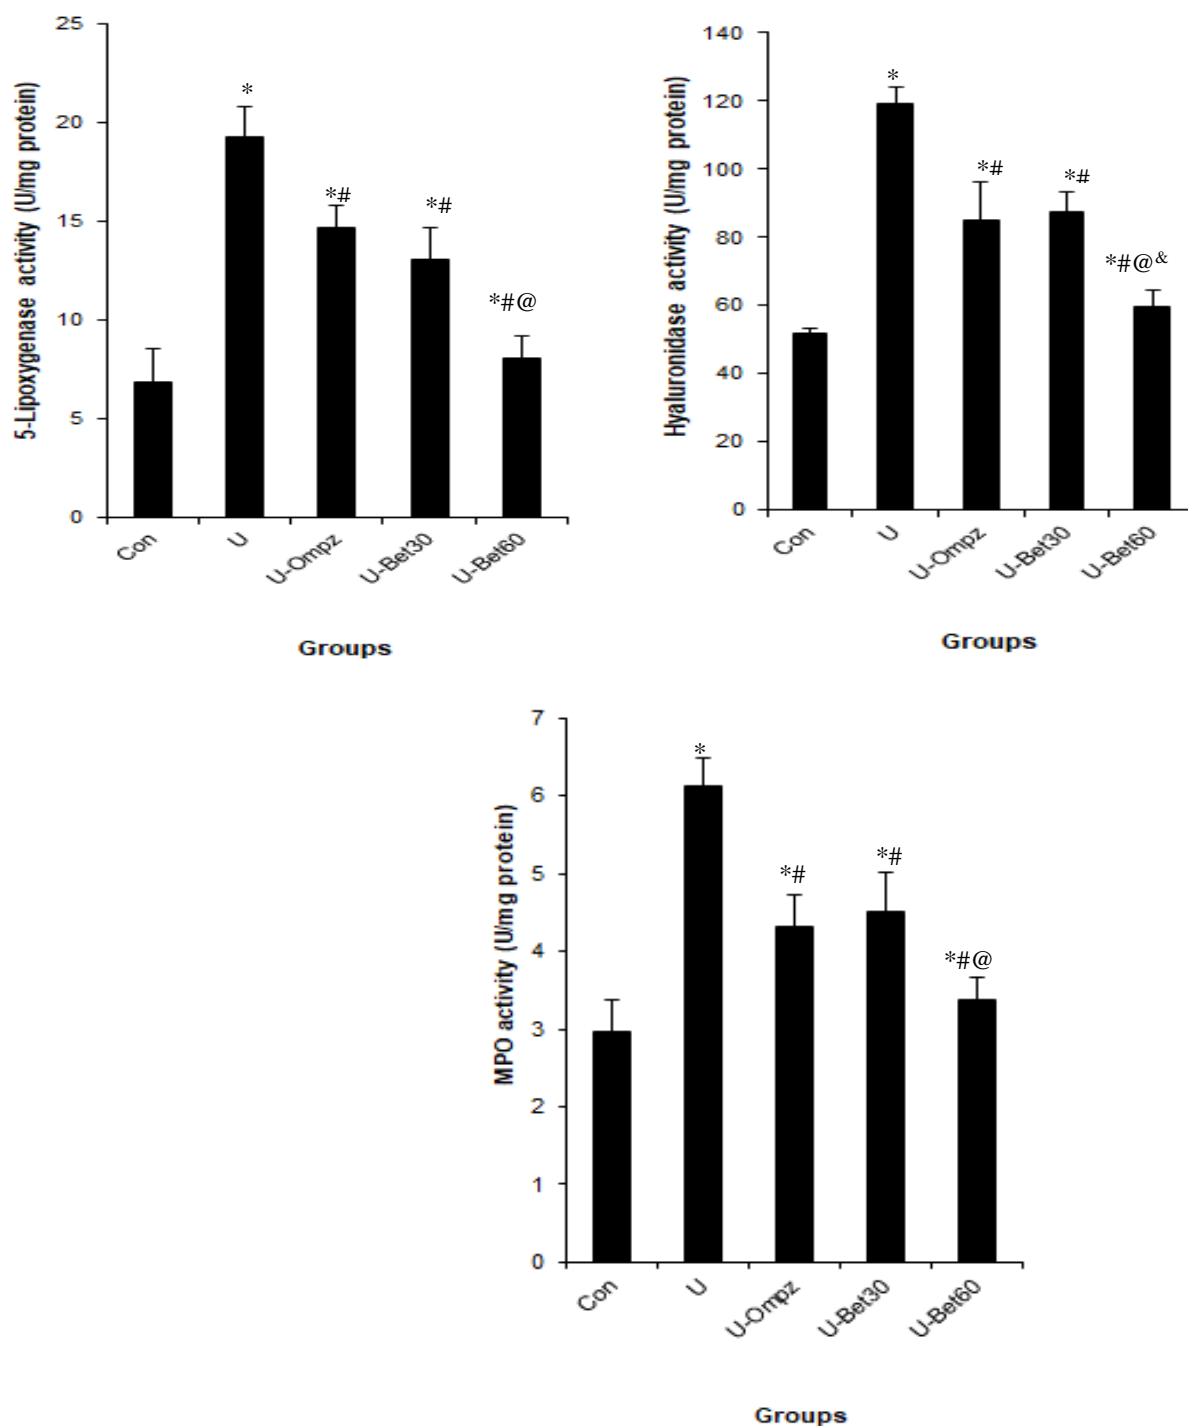 5-Lipoxygenase activity (U/mg protein)
25
20
15
10
5
0
*
*#
*#
*#@
Con
U
U-Ompz
U-Bet30
U-Bet60
Groups
Hyaluronidase activity (U/mg protein)
140
120
100
80
60
40
20
0
*
*#
*#
*#@&
Con
U
U-Ompz
U-Bet30
U-Bet60
Groups
MPO activity (U/mg protein)
7
6
5
4
3
2
1
0
*
*#
*#
*#@
Con
U
U-Ompz
U-Bet30
U-Bet60
Groups